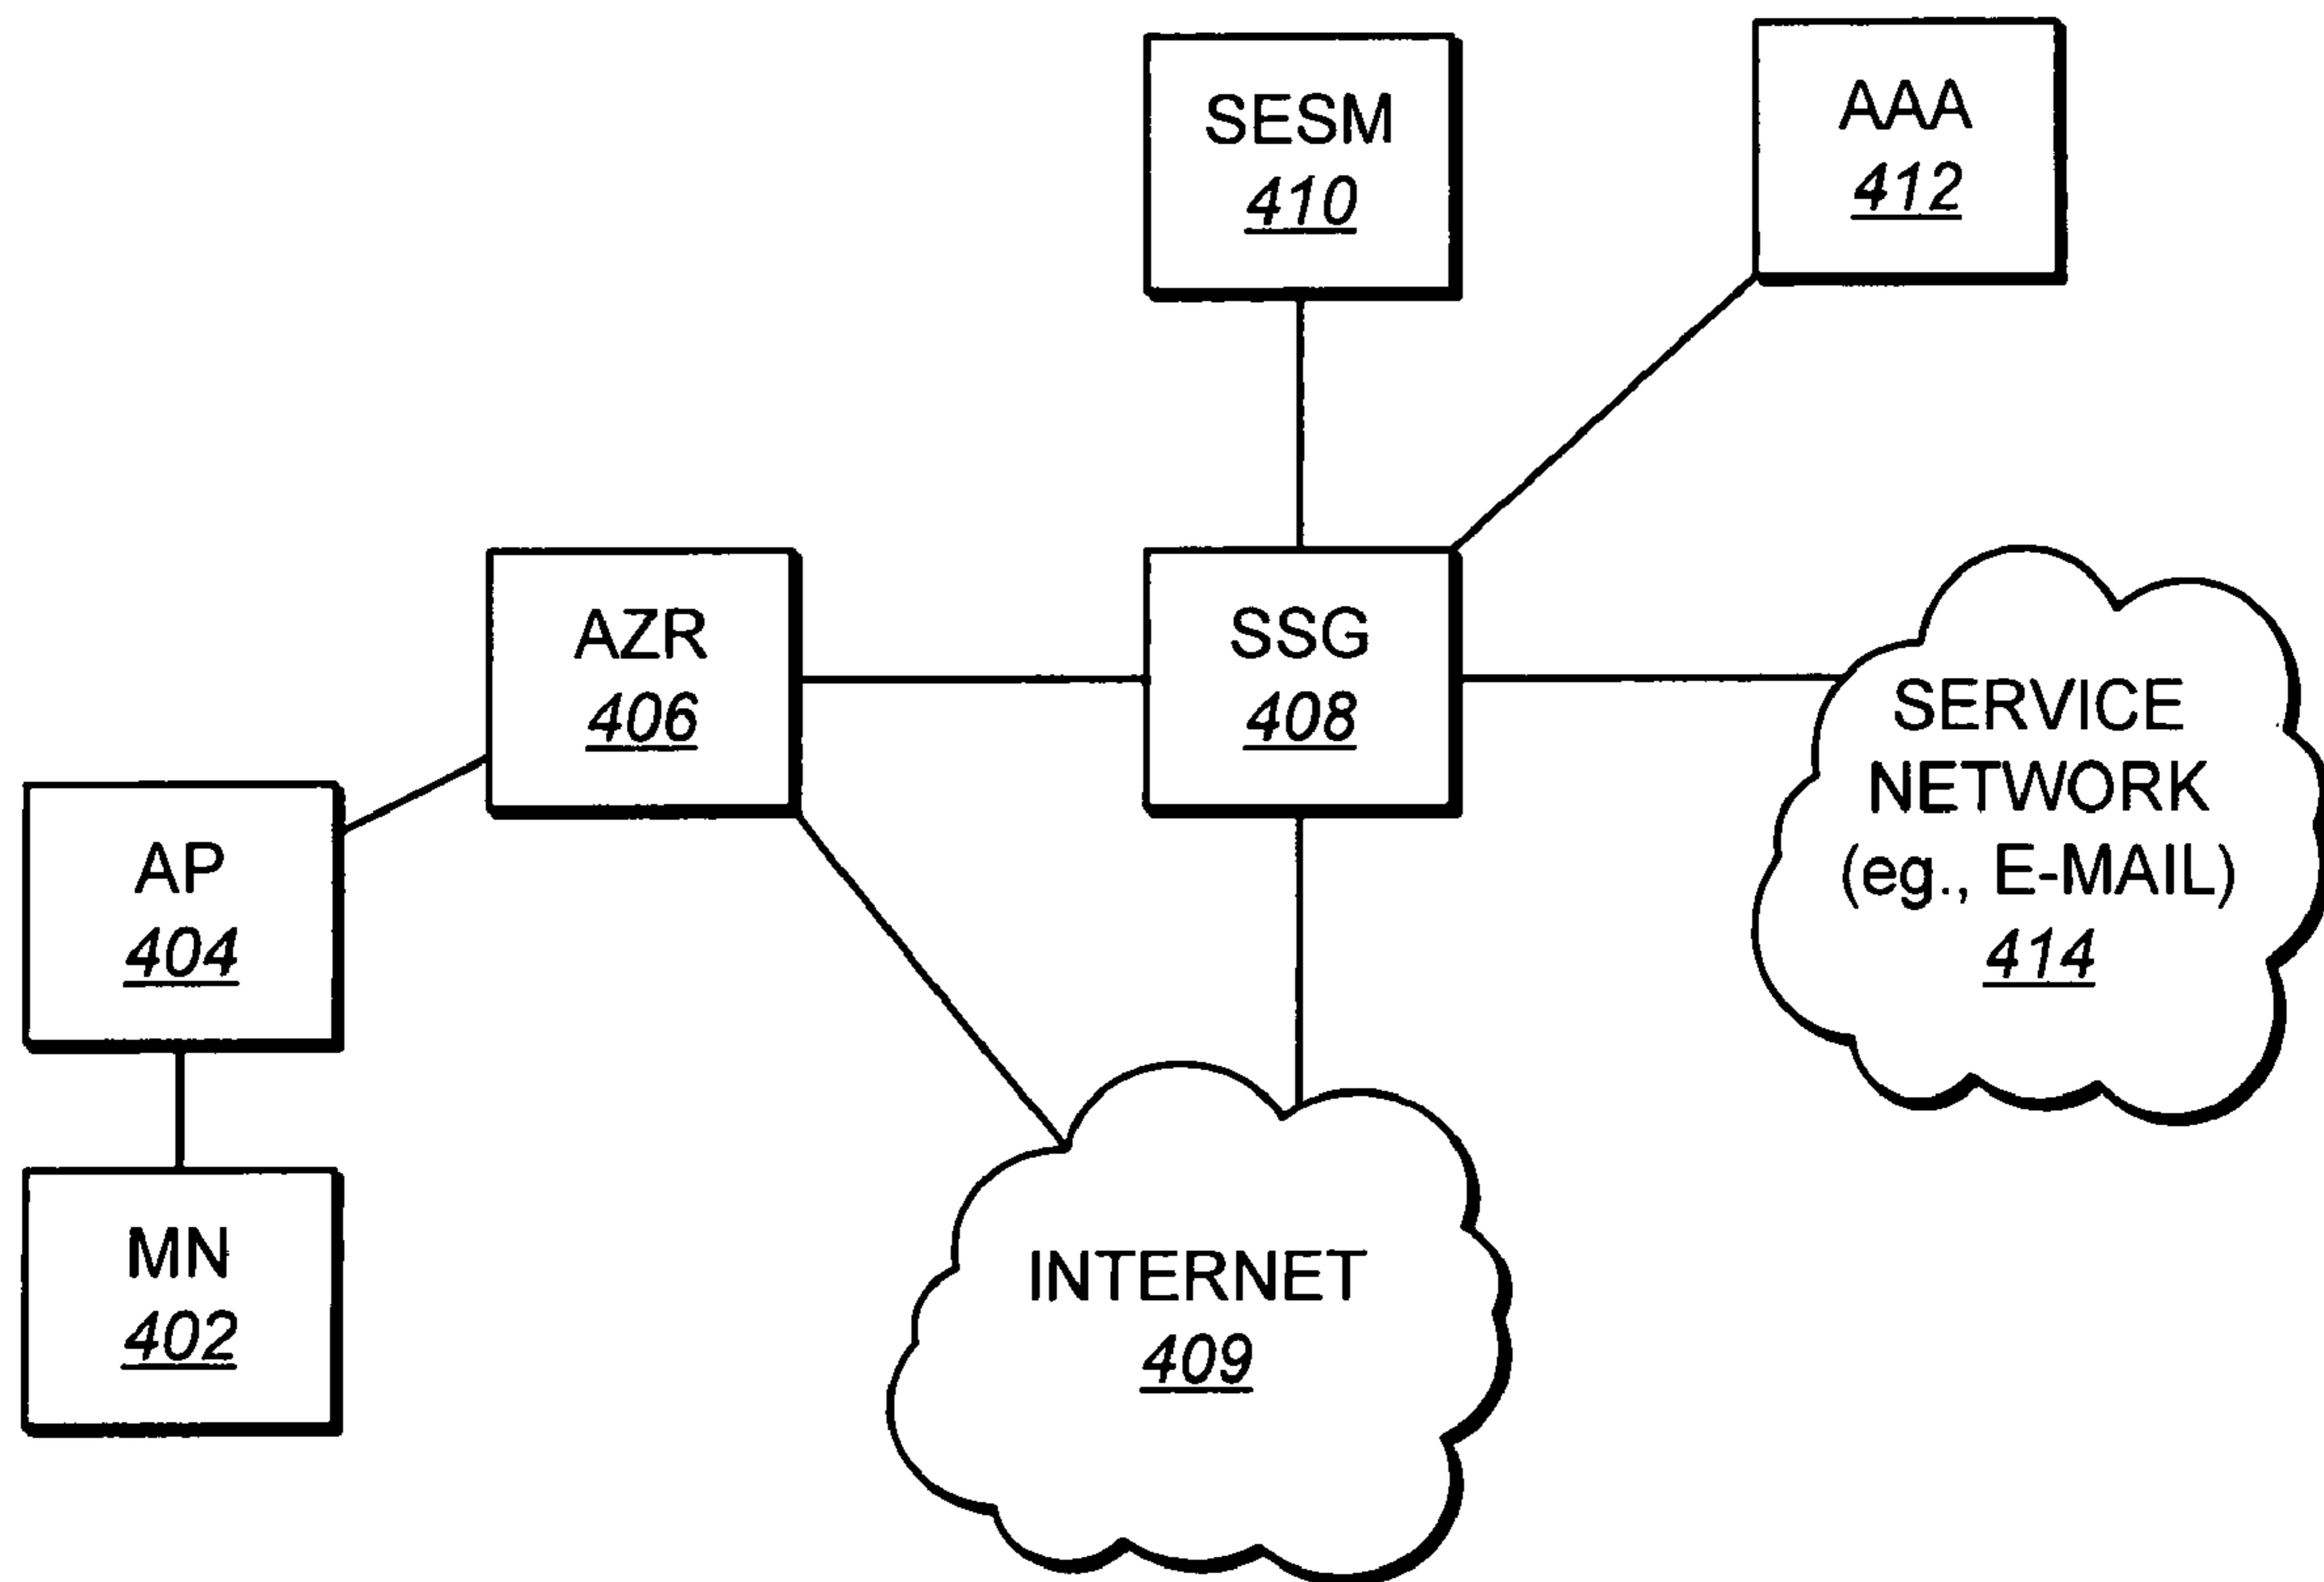 SESM
410
AAA
412
AZR
406
SSG
408
SERVICE
NETWORK
(eg., E-MAIL)
414
AP
404
MN
402
INTERNET
409